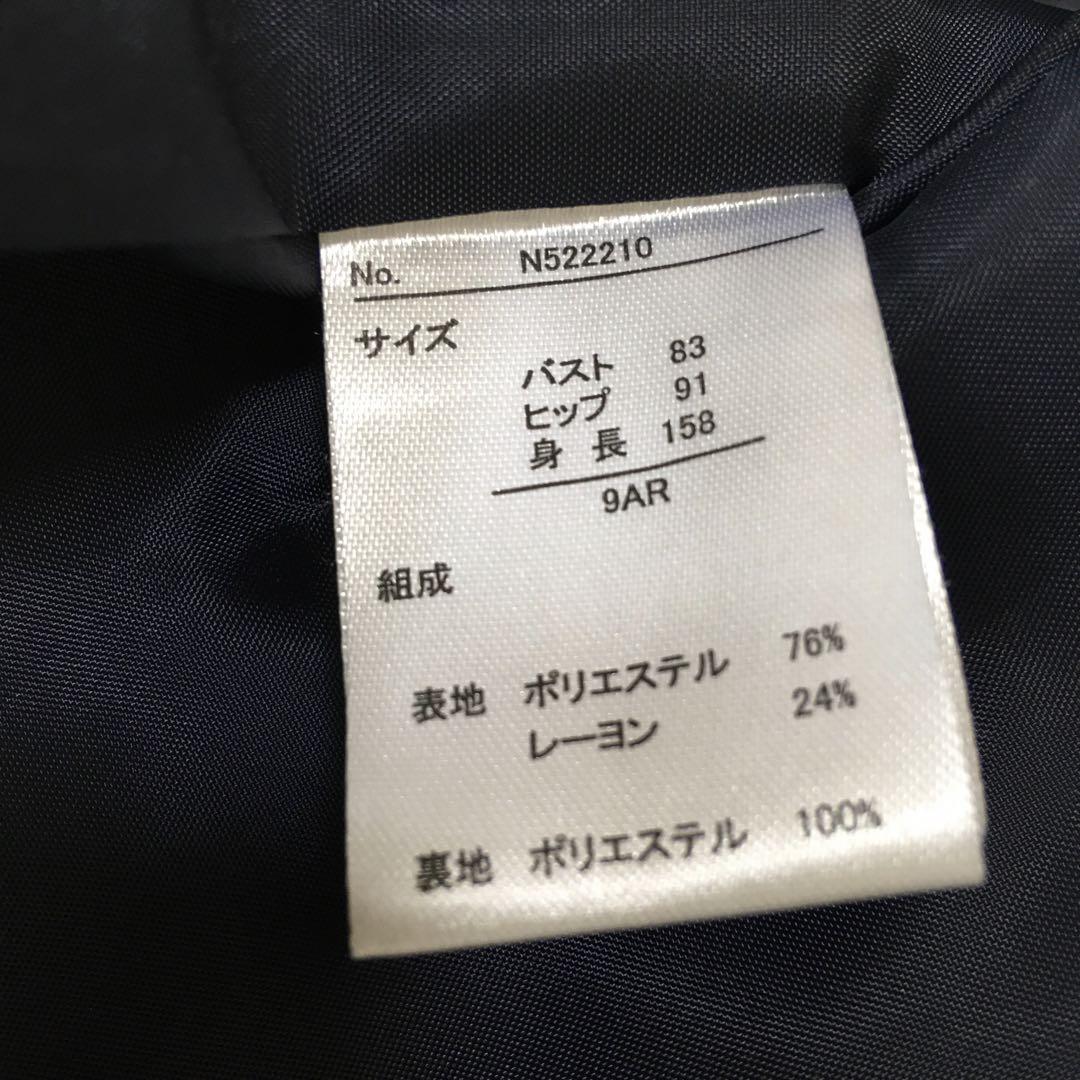 No. N522210
サイズ
バスト 83
ヒップ 91
身長 158
9AR
組成
表地 ポリエステル 76%
レーヨン 24%
裏地 ポリエステル 100%